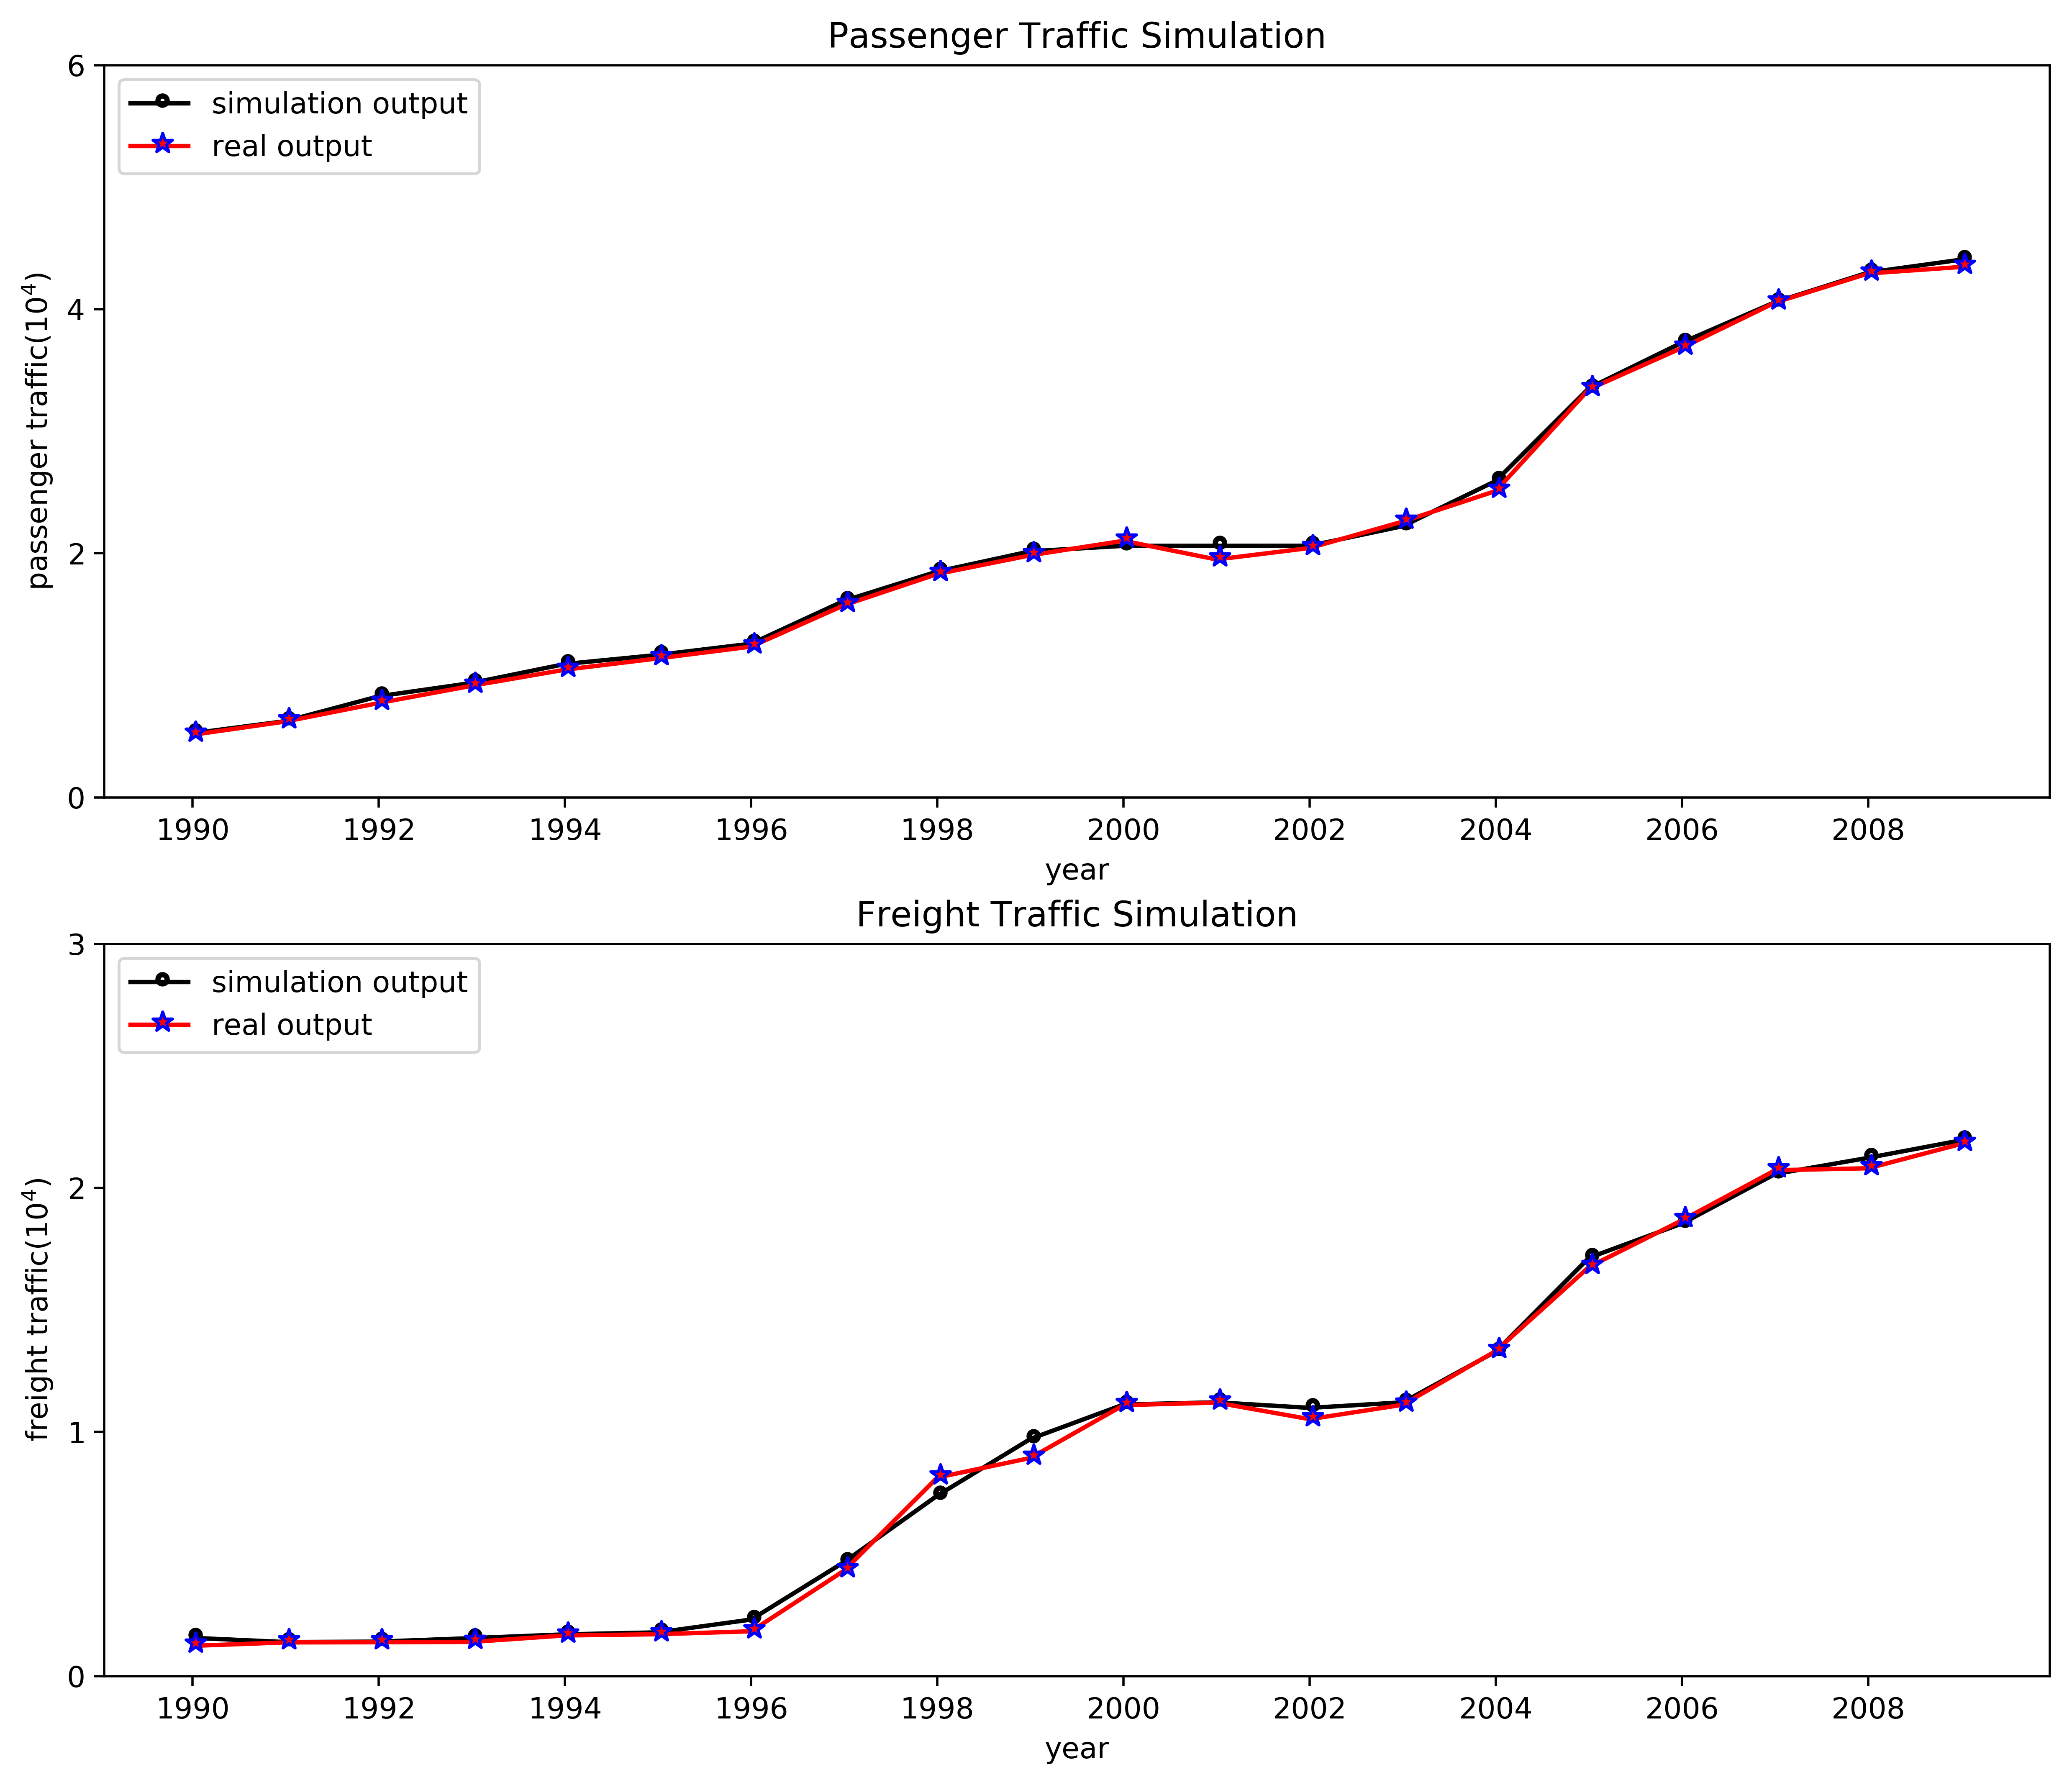 Passenger Traffic Simulation
simulation output
real output
passenger traffic(10⁴)
6
4
2
0
1990 1992 1994 1996 1998 2000 2002 2004 2006 2008
year
Freight Traffic Simulation
simulation output
real output
freight traffic(10⁴)
3
2
1
0
1990 1992 1994 1996 1998 2000 2002 2004 2006 2008
year